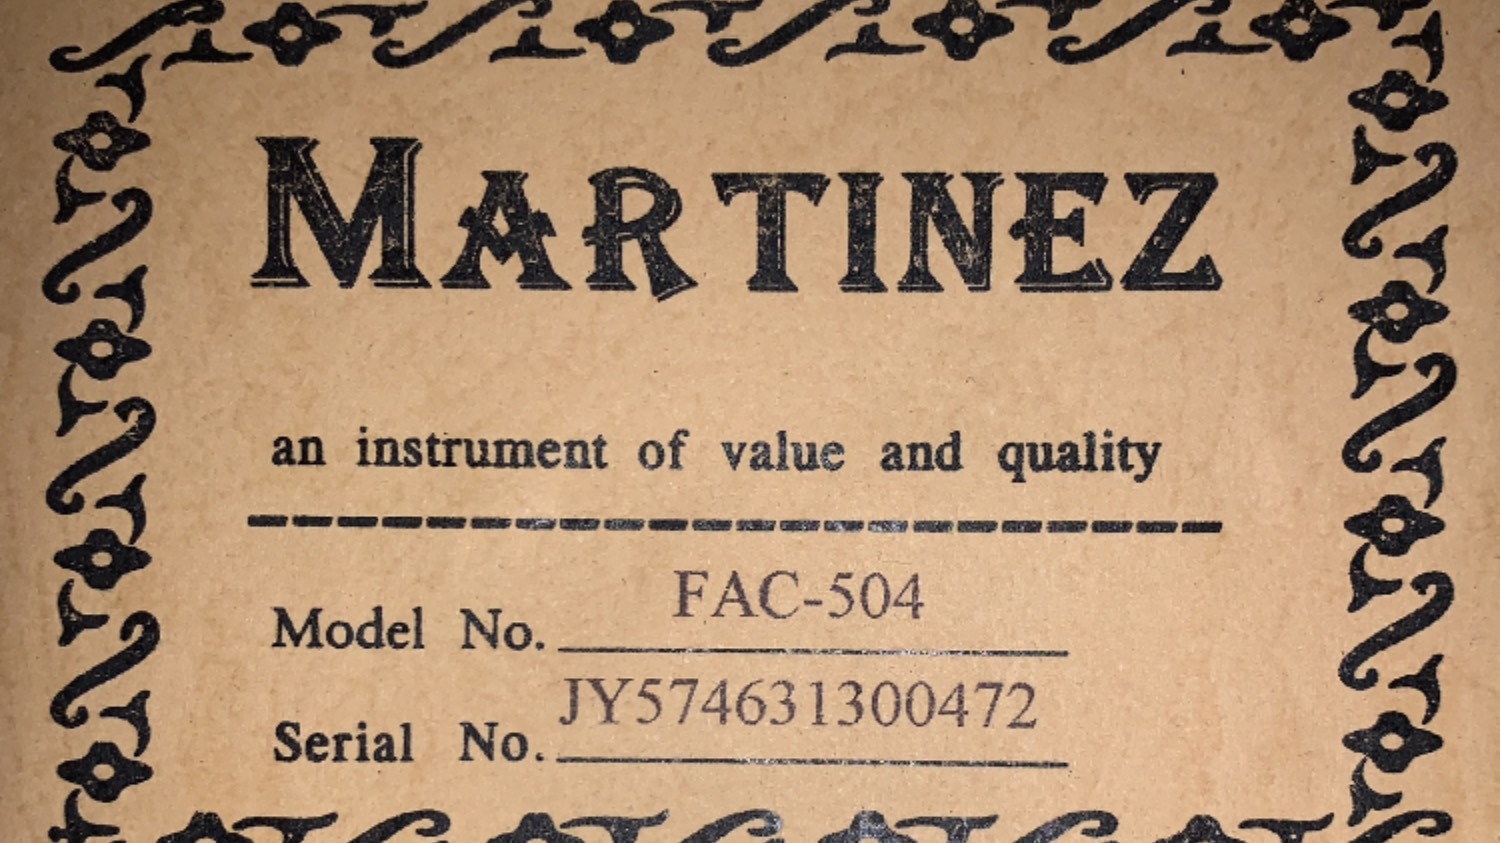 MARTINEZ
an instrument of value and quality
Model No. FAC-504
Serial No. JY574631300472